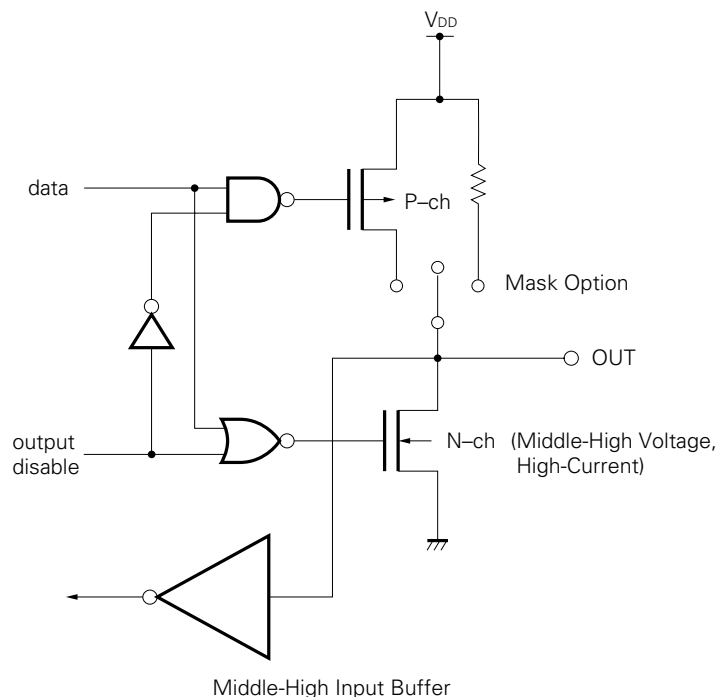 VDD
data
P–ch
Mask Option
OUT
output
disable
N–ch (Middle-High Voltage,
High-Current)
Middle-High Input Buffer